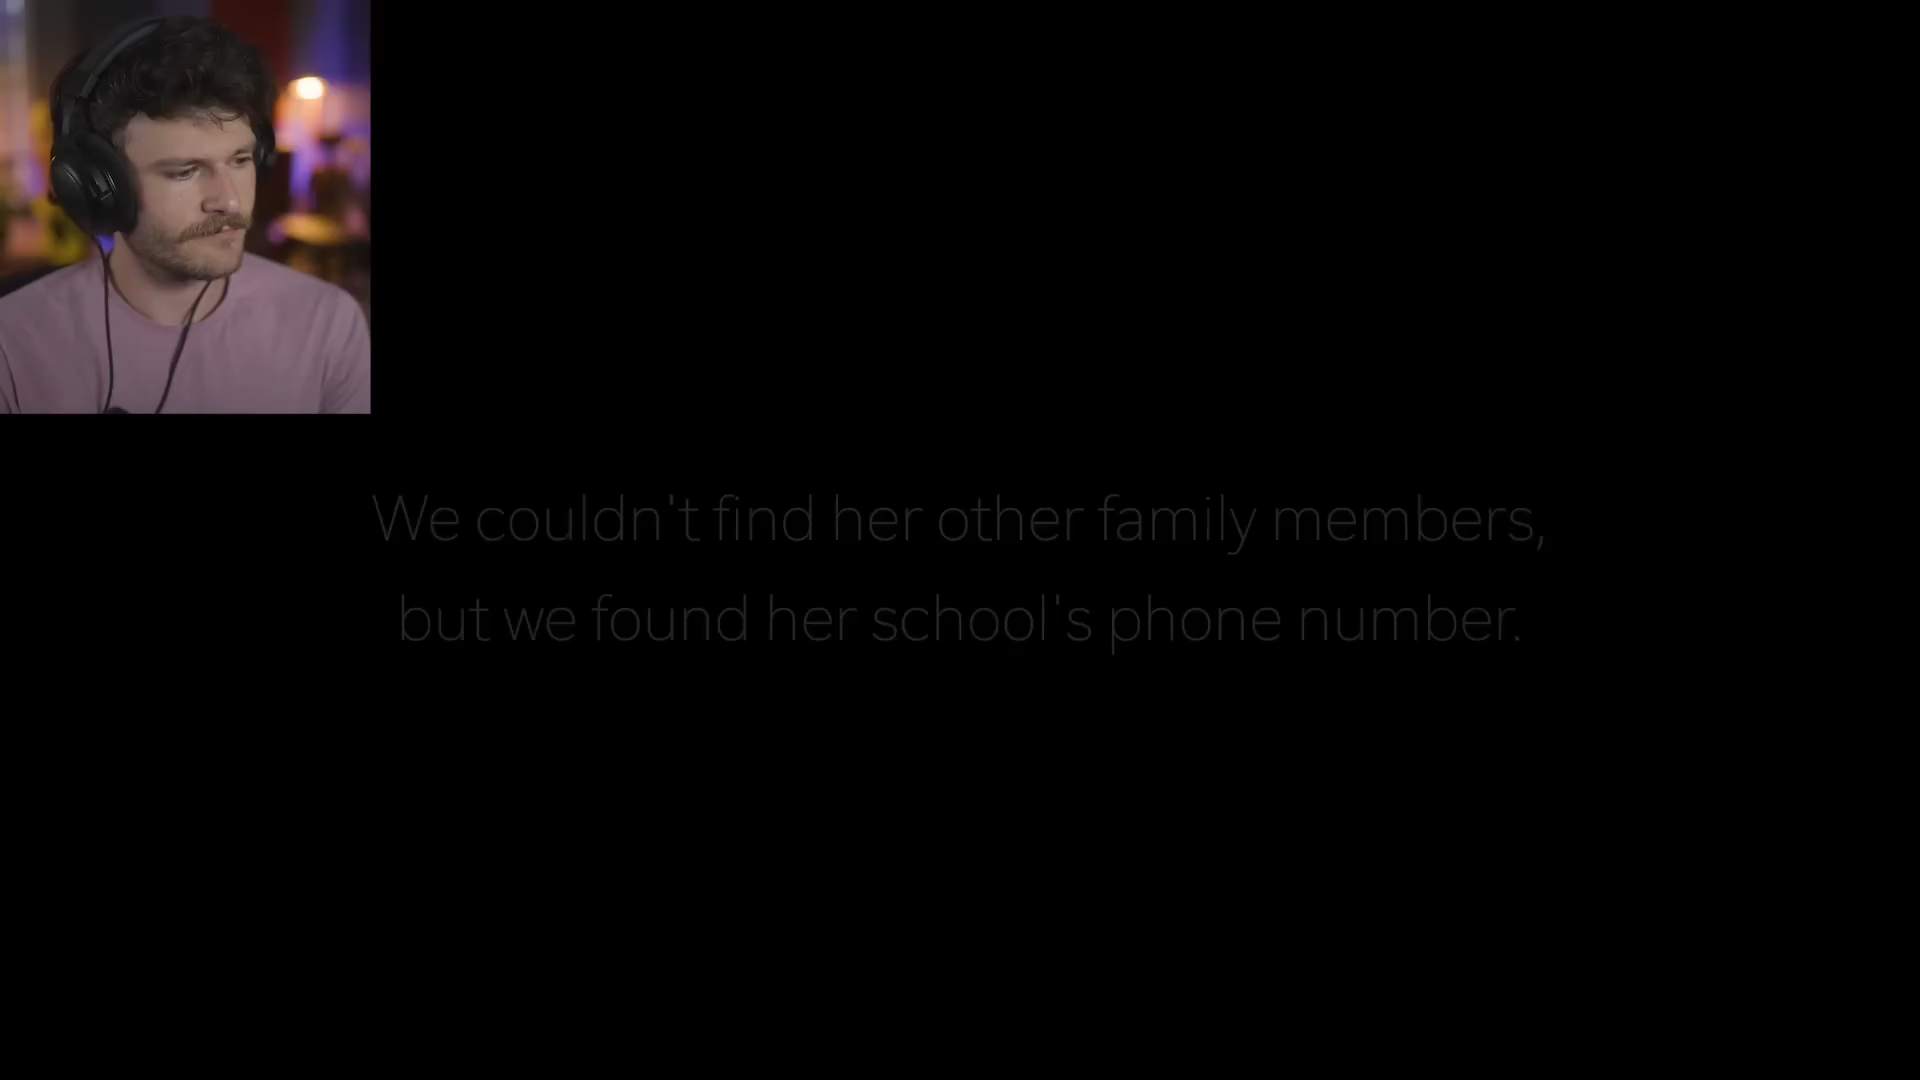 We couldn't find her other family members,
but we found her school's phone number.